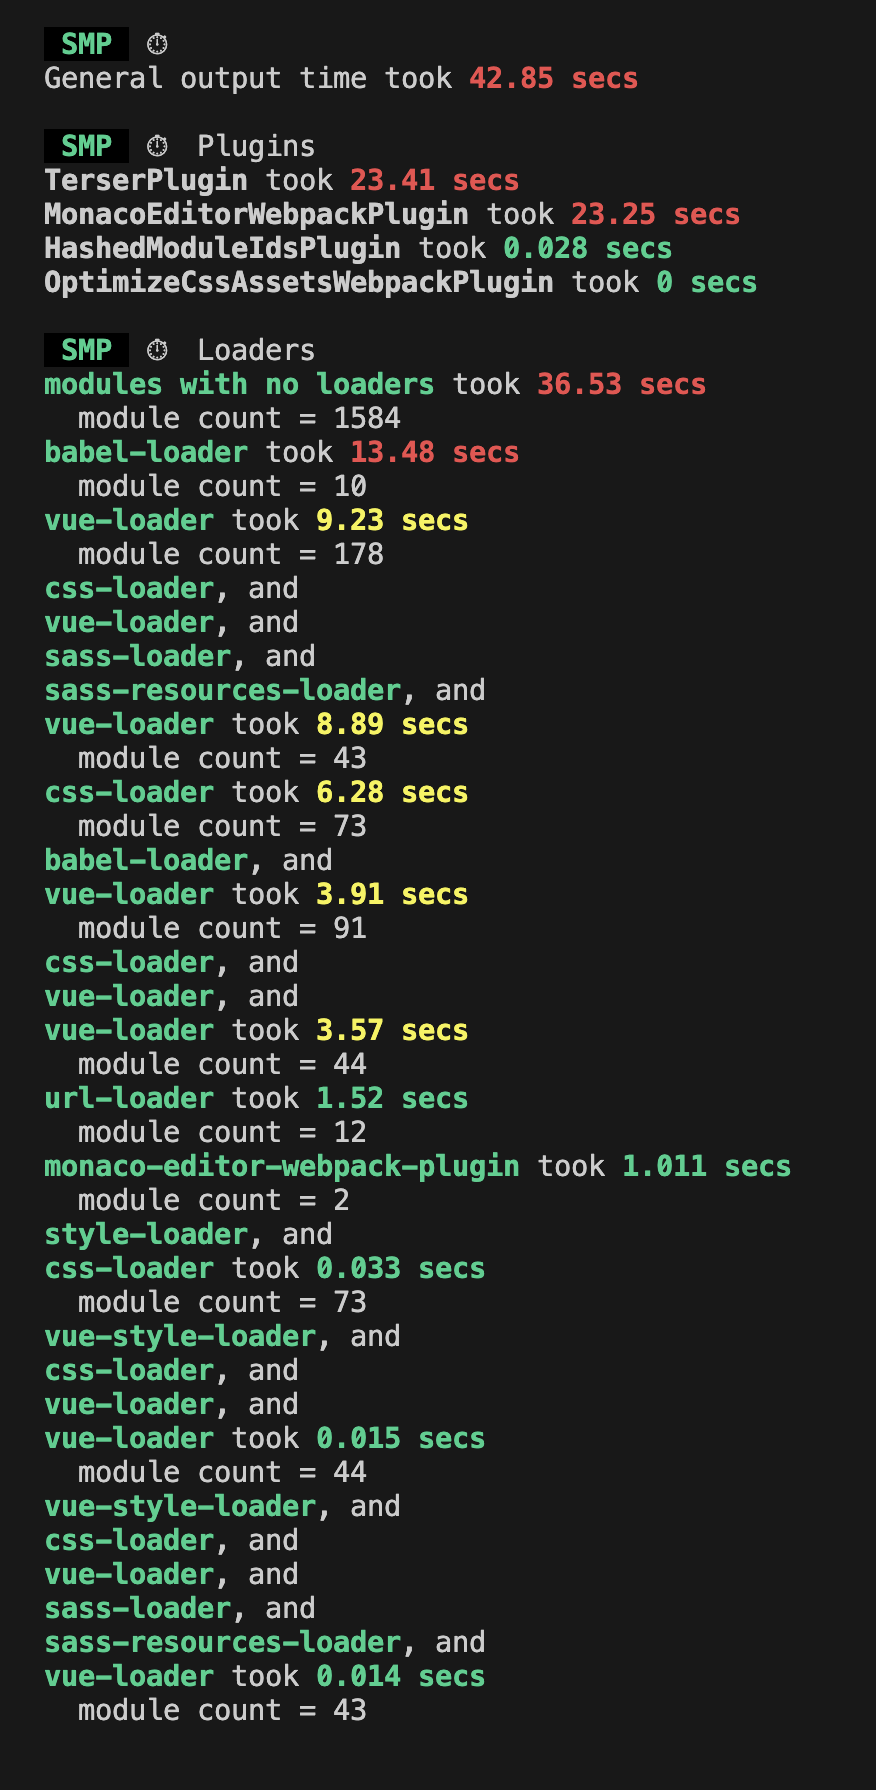 SMP ⏱
General output time took 42.85 secs
SMP ⏱ Plugins
TerserPlugin took 23.41 secs
MonacoEditorWebpackPlugin took 23.25 secs
HashedModuleIdsPlugin took 0.028 secs
OptimizeCssAssetsWebpackPlugin took 0 secs
SMP ⏱ Loaders
modules with no loaders took 36.53 secs
module count = 1584
babel-loader took 13.48 secs
module count = 10
vue-loader took 9.23 secs
module count = 178
css-loader, and
vue-loader, and
sass-loader, and
sass-resources-loader, and
vue-loader took 8.89 secs
module count = 43
css-loader took 6.28 secs
module count = 73
babel-loader, and
vue-loader took 3.91 secs
module count = 91
css-loader, and
vue-loader, and
vue-loader took 3.57 secs
module count = 44
url-loader took 1.52 secs
module count = 12
monaco-editor-webpack-plugin took 1.011 secs
module count = 2
style-loader, and
css-loader took 0.033 secs
module count = 73
vue-style-loader, and
css-loader, and
vue-loader, and
vue-loader took 0.015 secs
module count = 44
vue-style-loader, and
css-loader, and
vue-loader, and
sass-loader, and
sass-resources-loader, and
vue-loader took 0.014 secs
module count = 43